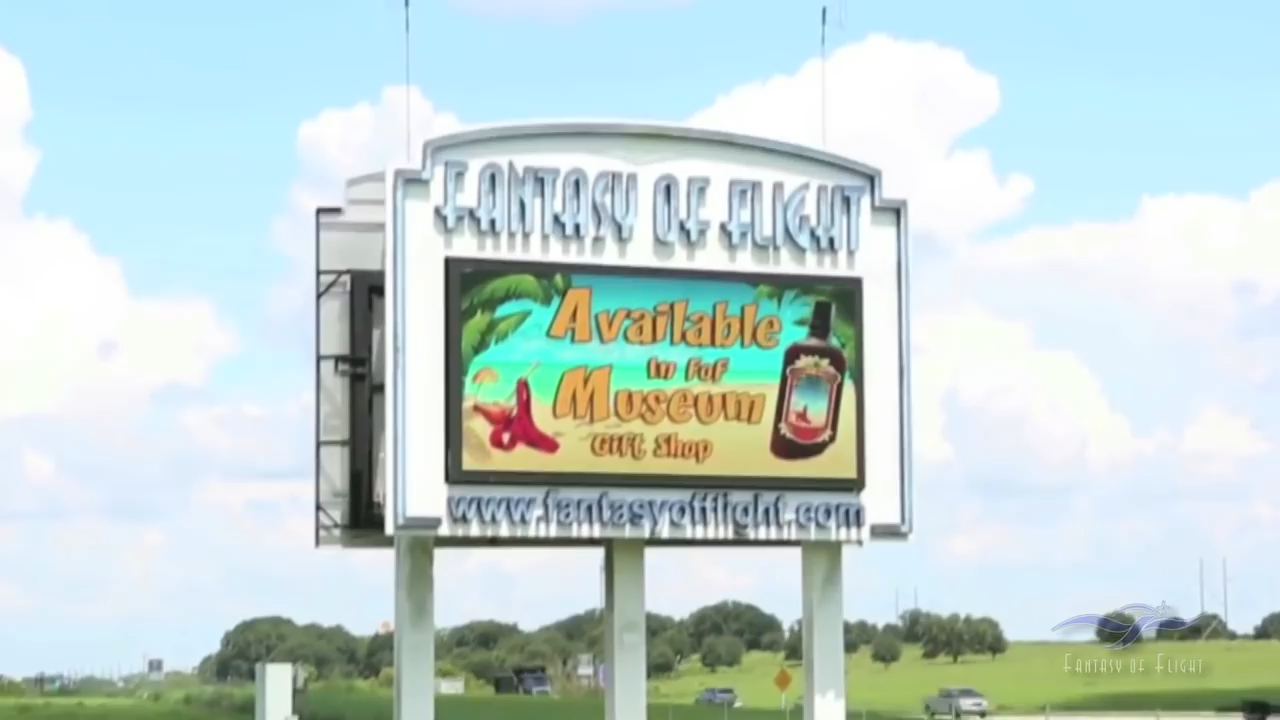 FANTASY OF FLIGHT
Available
In FoF
Museum
Gift Shop
www.fantasyofflight.com
FANTASY OF FLIGHT